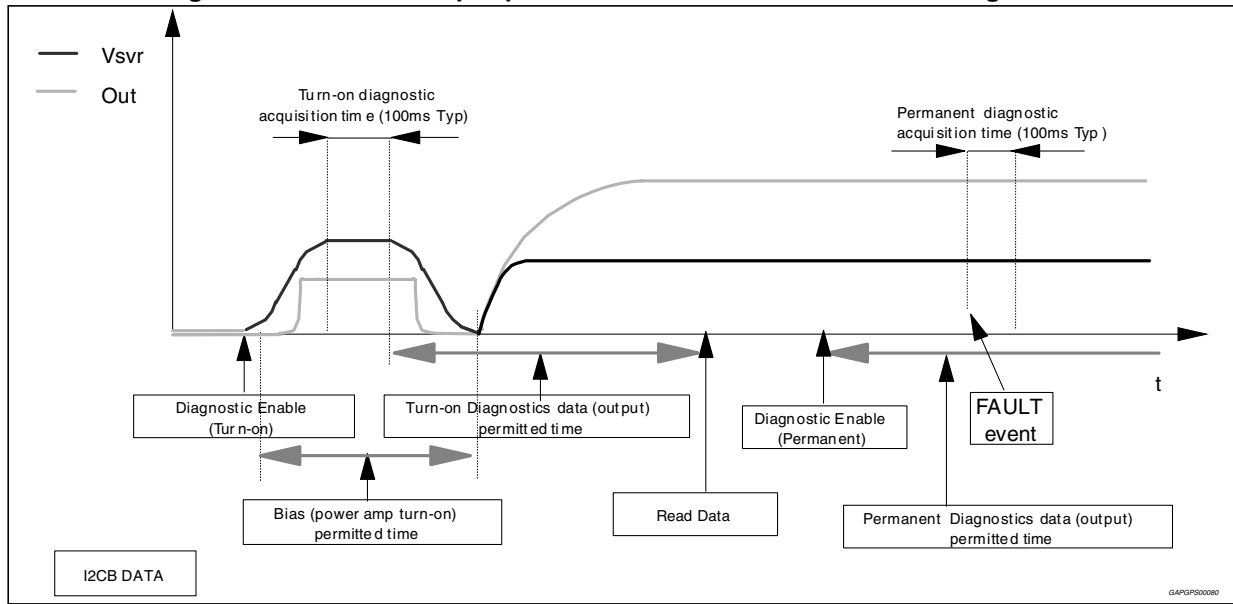 Vsvr
Out
Turn-on diagnostic
acquisition time (100ms Typ)
Permanent diagnostic
acquisition time (100ms Typ)
t
Diagnostic Enable
(Turn-on)
Turn-on Diagnostics data (output)
permitted time
Diagnostic Enable
(Permanent)
FAULT
event
Bias (power amp turn-on)
permitted time
Read Data
Permanent Diagnostics data (output)
permitted time
I2CB DATA
GAPGPS00080